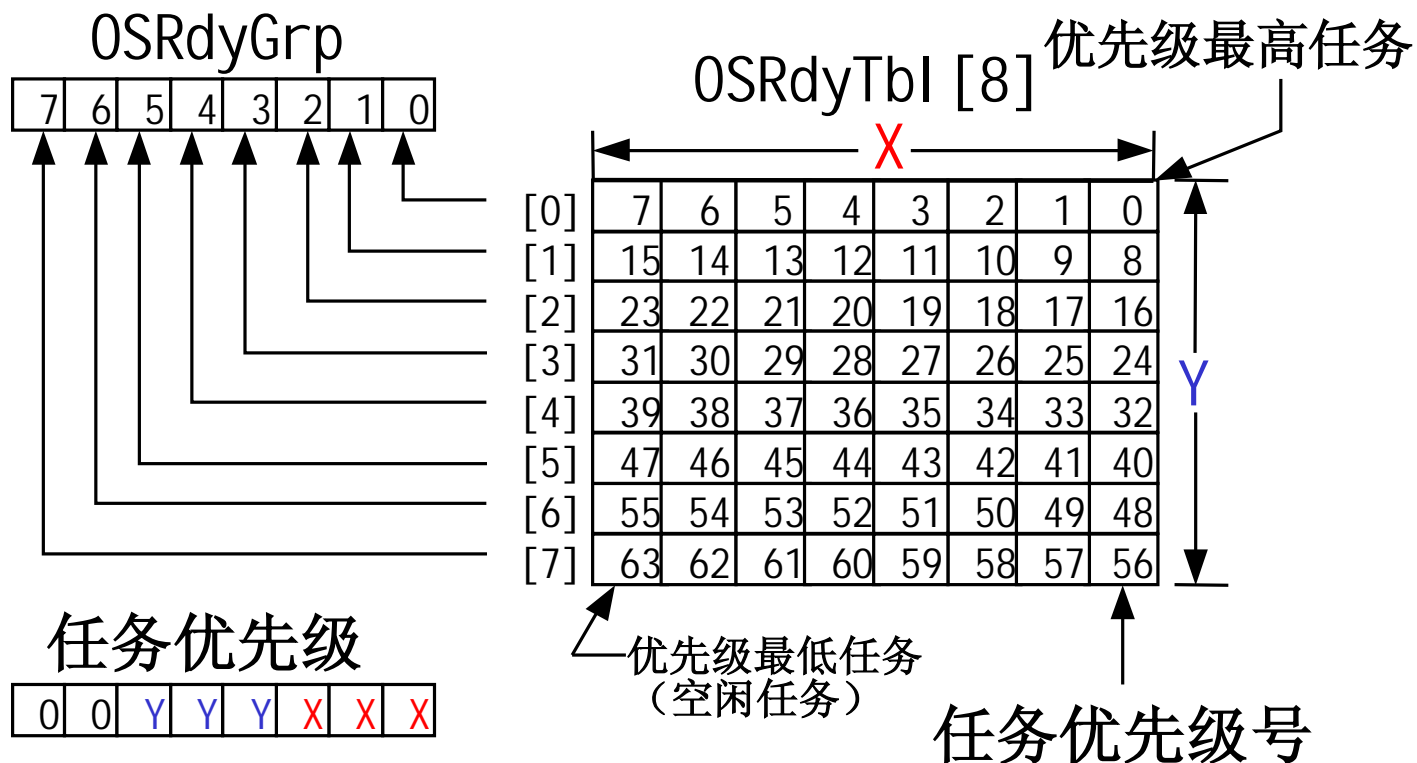 OSRdyGrp
7 6 5 4 3 2 1 0
OSRdyTbl[8]
优先级最高任务
X
[0] 7 6 5 4 3 2 1 0
[1] 15 14 13 12 11 10 9 8
[2] 23 22 21 20 19 18 17 16
[3] 31 30 29 28 27 26 25 24
[4] 39 38 37 36 35 34 33 32
[5] 47 46 45 44 43 42 41 40
[6] 55 54 53 52 51 50 49 48
[7] 63 62 61 60 59 58 57 56
Y
任务优先级
0 0 Y Y Y X X X
优先级最低任务
（空闲任务）
任务优先级号